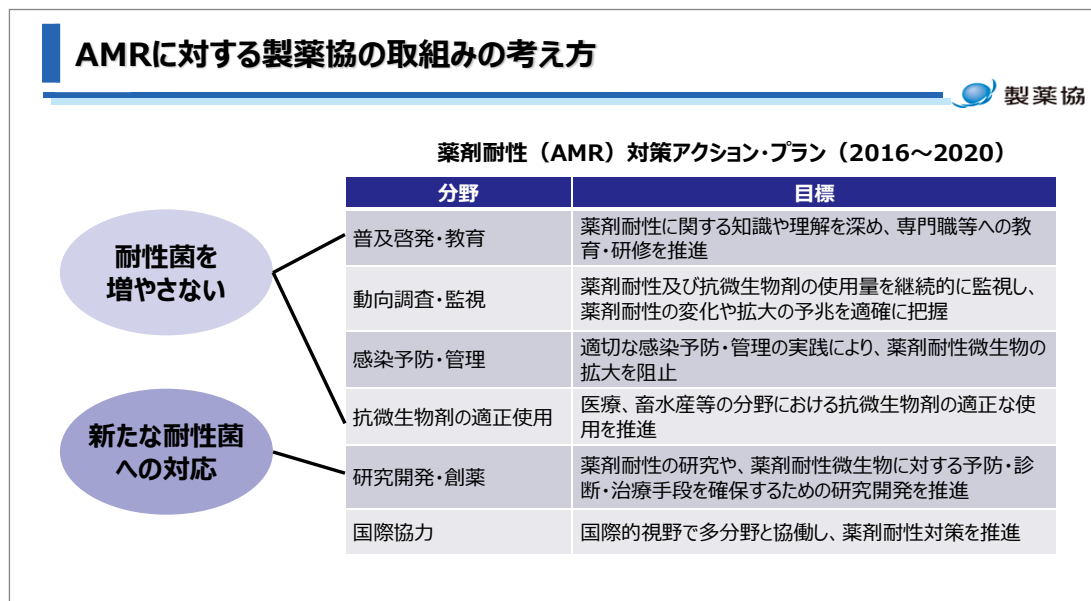 AMRに対する製薬協の取組みの考え方
製薬協
薬剤耐性（AMR）対策アクション・プラン（2016～2020）
耐性菌を
増やさない
新たな耐性菌
への対応
分野
目標
普及啓発・教育
薬剤耐性に関する知識や理解を深め、専門職等への教
育・研修を推進
動向調査・監視
薬剤耐性及び抗微生物剤の使用量を継続的に監視し、
薬剤耐性の変化や拡大の予兆を適確に把握
感染予防・管理
適切な感染予防・管理の実践により、薬剤耐性微生物の
拡大を阻止
抗微生物剤の適正使用
医療、畜水産等の分野における抗微生物剤の適正な使
用を推進
研究開発・創薬
薬剤耐性の研究や、薬剤耐性微生物に対する予防・診
断・治療手段を確保するための研究開発を推進
国際協力
国際的視野で多分野と協働し、薬剤耐性対策を推進